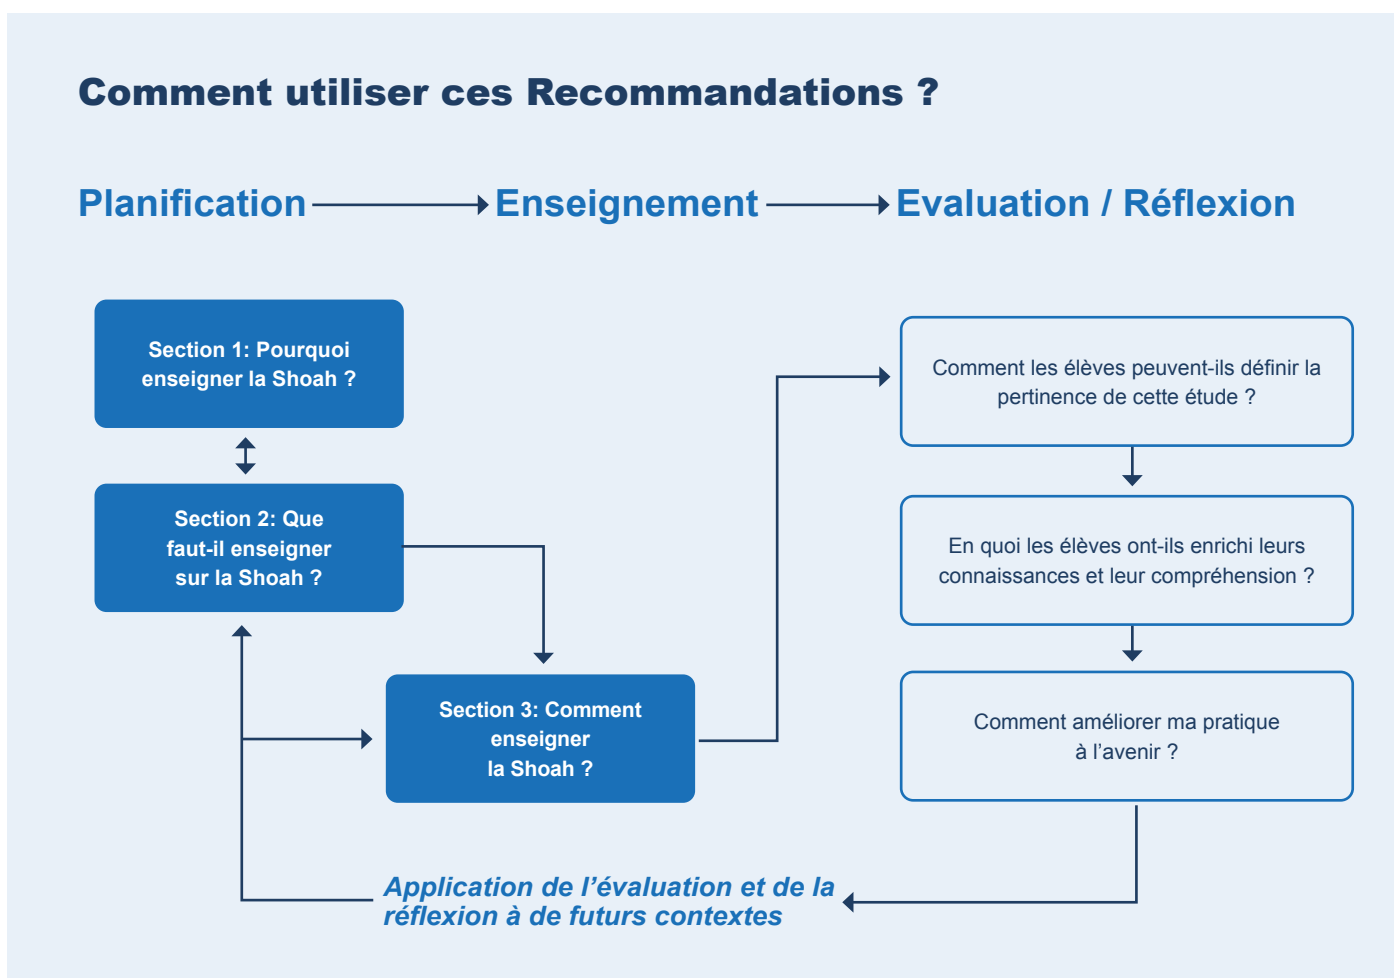 Comment utiliser ces Recommandations ?
Planification
Enseignement
Evaluation / Réflexion
Section 1: Pourquoi
enseigner la Shoah ?
Section 2: Que
faut-il enseigner
sur la Shoah ?
Section 3: Comment
enseigner
la Shoah ?
Comment les élèves peuvent-ils définir la
pertinence de cette étude ?
En quoi les élèves ont-ils enrichi leurs
connaissances et leur compréhension ?
Comment améliorer ma pratique
à l’avenir ?
Application de l’évaluation et de la
réflexion à de futurs contextes